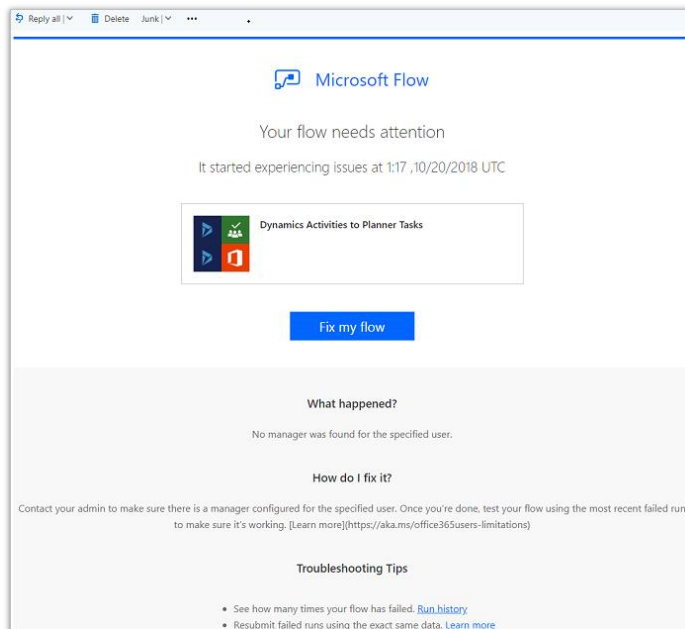 Reply all | Delete Junk | ...
Microsoft Flow
Your flow needs attention
It started experiencing issues at 1:17 ,10/20/2018 UTC
Dynamics Activities to Planner Tasks
Fix my flow
What happened?
No manager was found for the specified user.
How do I fix it?
Contact your admin to make sure there is a manager configured for the specified user. Once you're done, test your flow using the most recent failed run
to make sure it's working. [Learn more](https://aka.ms/office365users-limitations)
Troubleshooting Tips
• See how many times your flow has failed. Run history
• Resubmit failed runs using the exact same data. Learn more